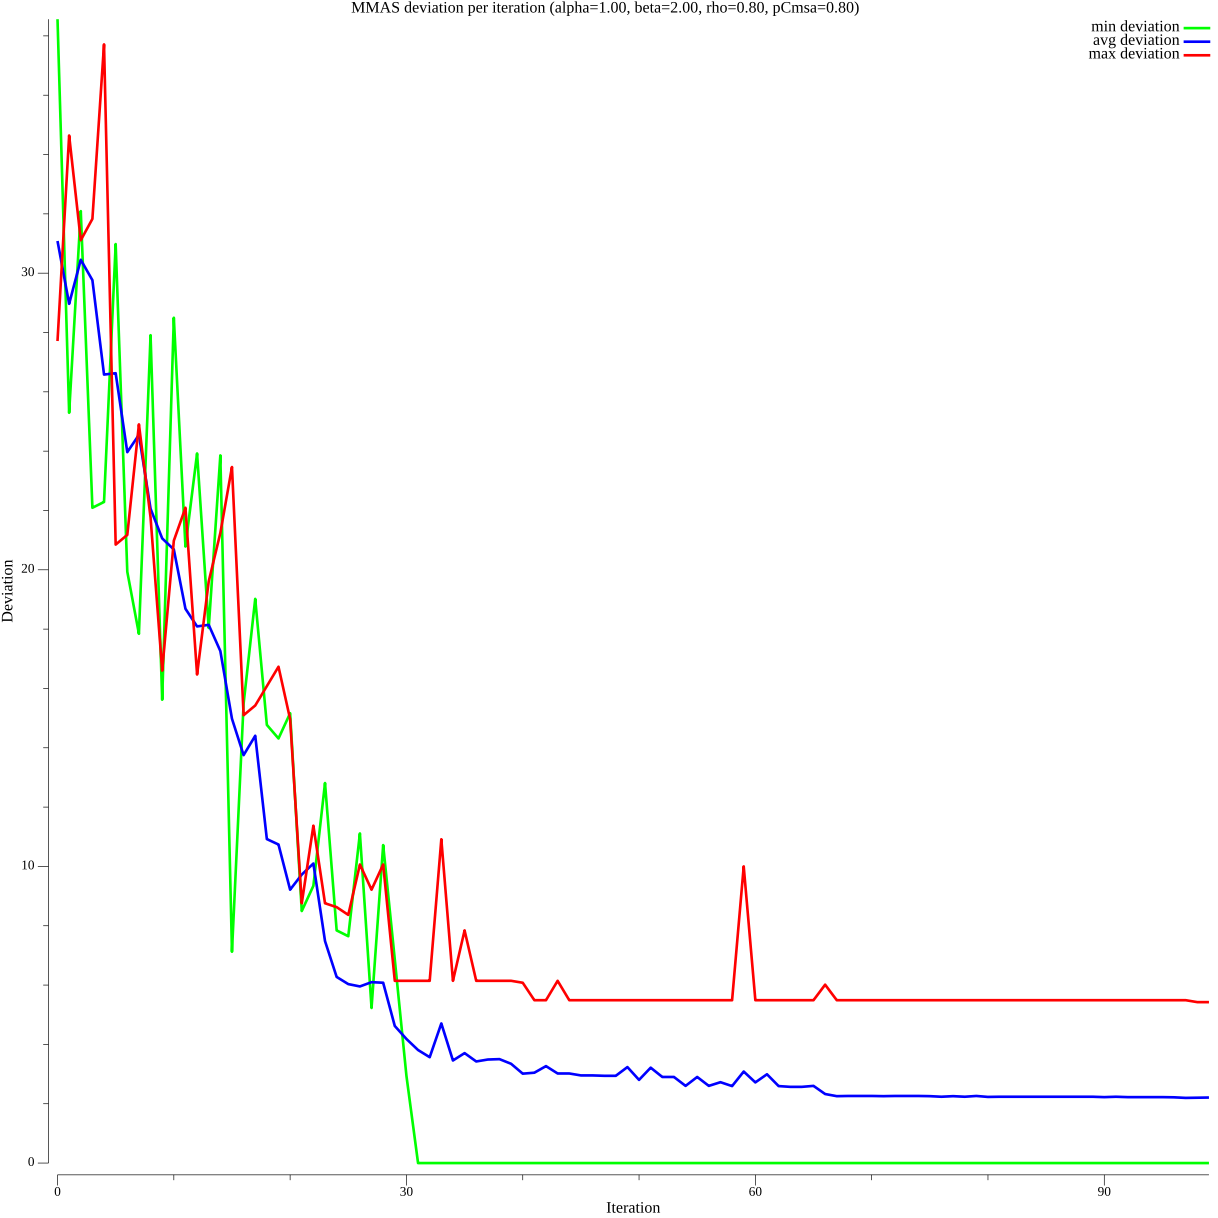 MMAS deviation per iteration (alpha=1.00, beta=2.00, rho=0.80, pCmsa=0.80)
min deviation
avg deviation
max deviation
30
20
10
0
Deviation
0 30 60 90
Iteration